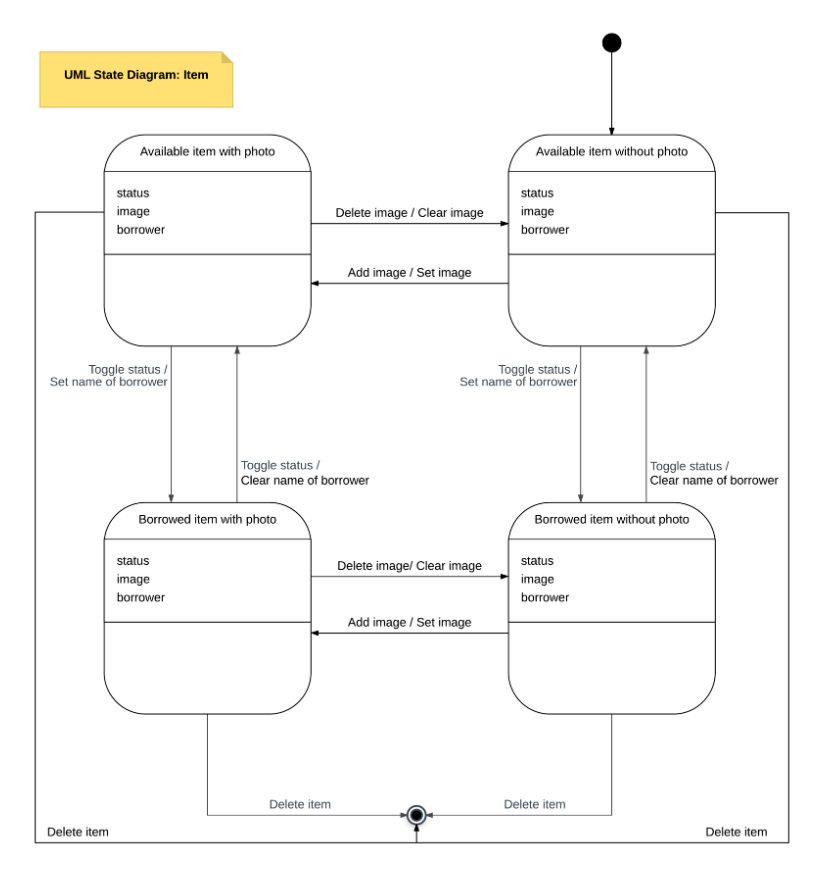 UML State Diagram: Item
Available item with photo
Available item without photo
status
image
borrower
status
image
borrower
Delete image / Clear image
Add image / Set image
Toggle status /
Set name of borrower
Toggle status /
Set name of borrower
Toggle status /
Clear name of borrower
Toggle status /
Clear name of borrower
Borrowed item with photo
Borrowed item without photo
status
image
borrower
status
image
borrower
Delete image/ Clear image
Add image / Set image
Delete item
Delete item
Delete item
Delete item